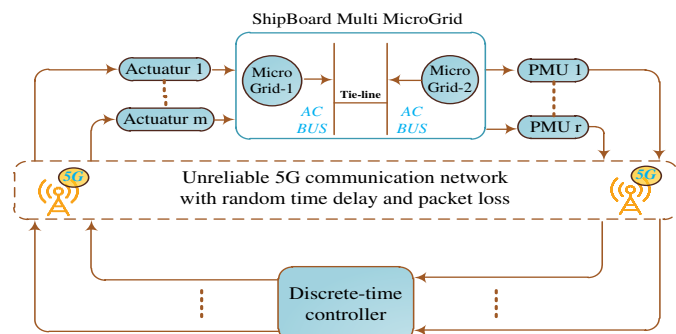 ShipBoard Multi MicroGrid
Actuatur 1
Actuatur m
Micro
Grid-1
Tie-line
Micro
Grid-2
AC
BUS
AC
BUS
PMU 1
PMU r
5G
Unreliable 5G communication network
with random time delay and packet loss
5G
Discrete-time
controller